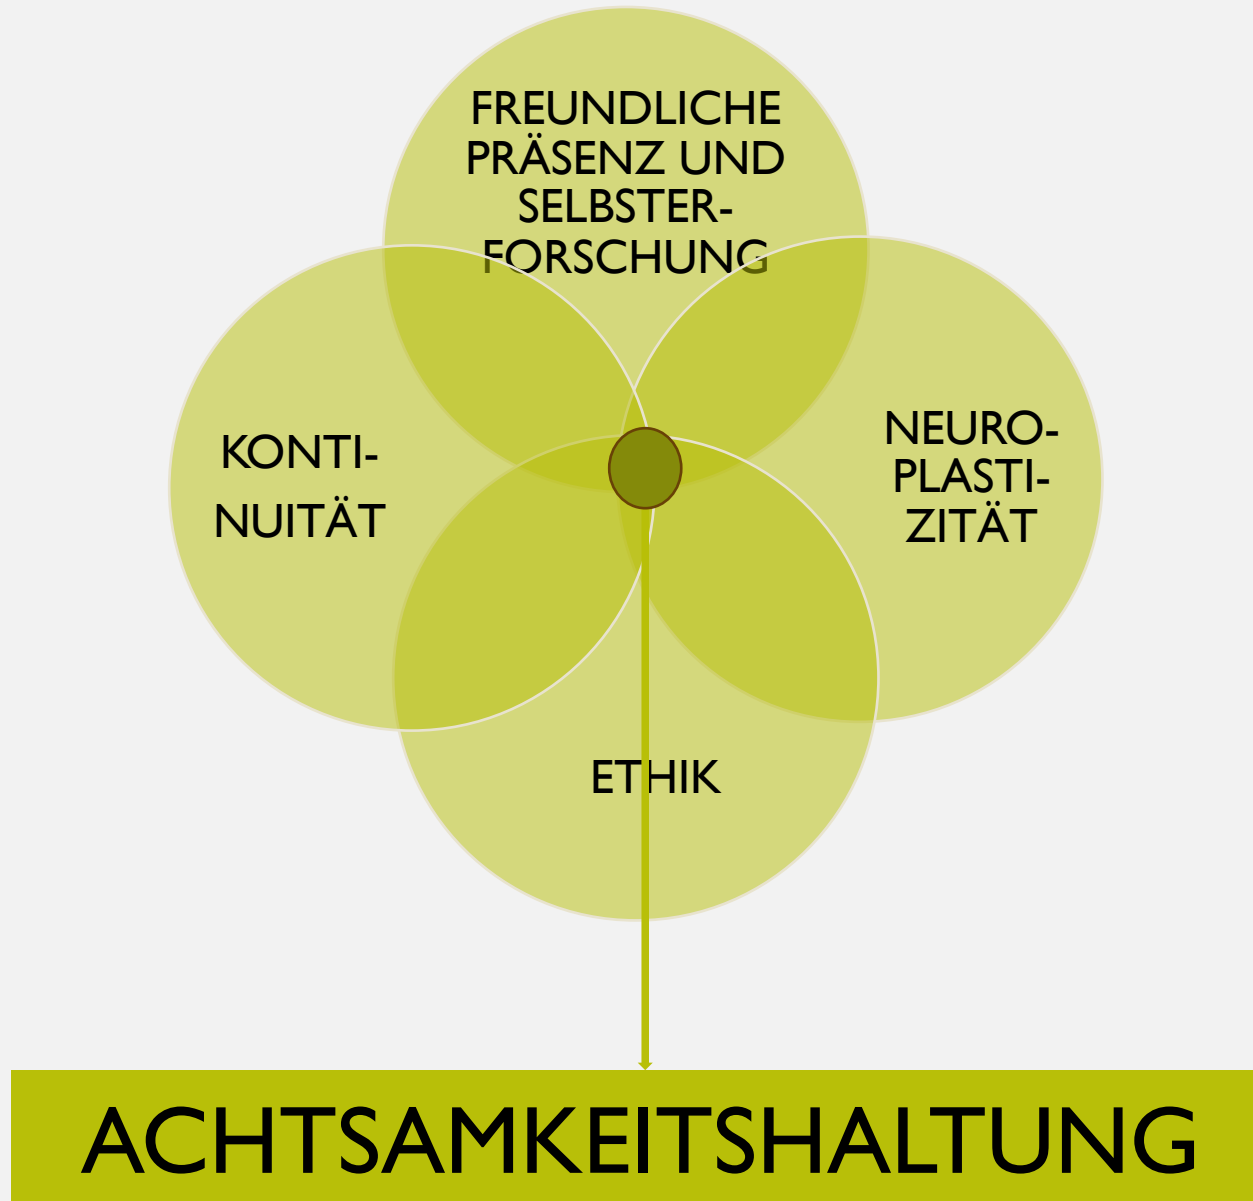 FREUNDLICHE
PRÄSENZ UND
SELBSTER-
FORSCHUNG
KONTI-
NUITÄT
NEURO-
PLASTI-
ZITÄT
ETHIK
ACHTSAMKEITSHALTUNG